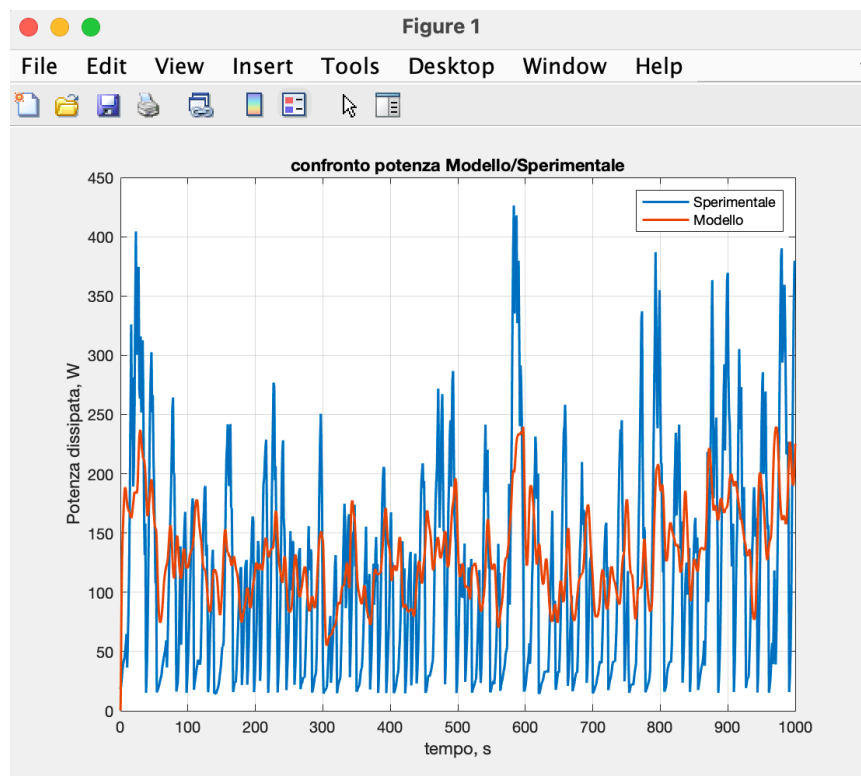 Figure 1
File Edit View Insert Tools Desktop Window Help
confronto potenza Modello/Sperimentale
Sperimentale
Modello
Potenza dissipata, W
450
400
350
300
250
200
150
100
50
0
0 100 200 300 400 500 600 700 800 900 1000
tempo, s